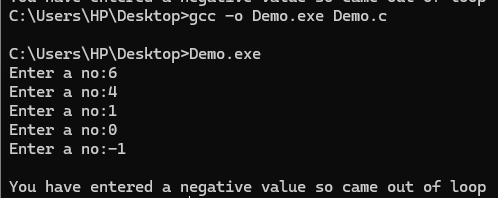 You have entered a negative value so came out of loop
C:\Users\HP\Desktop>gcc -o Demo.exe Demo.c
C:\Users\HP\Desktop>Demo.exe
Enter a no:6
Enter a no:4
Enter a no:1
Enter a no:0
Enter a no:-1
You have entered a negative value so came out of loop